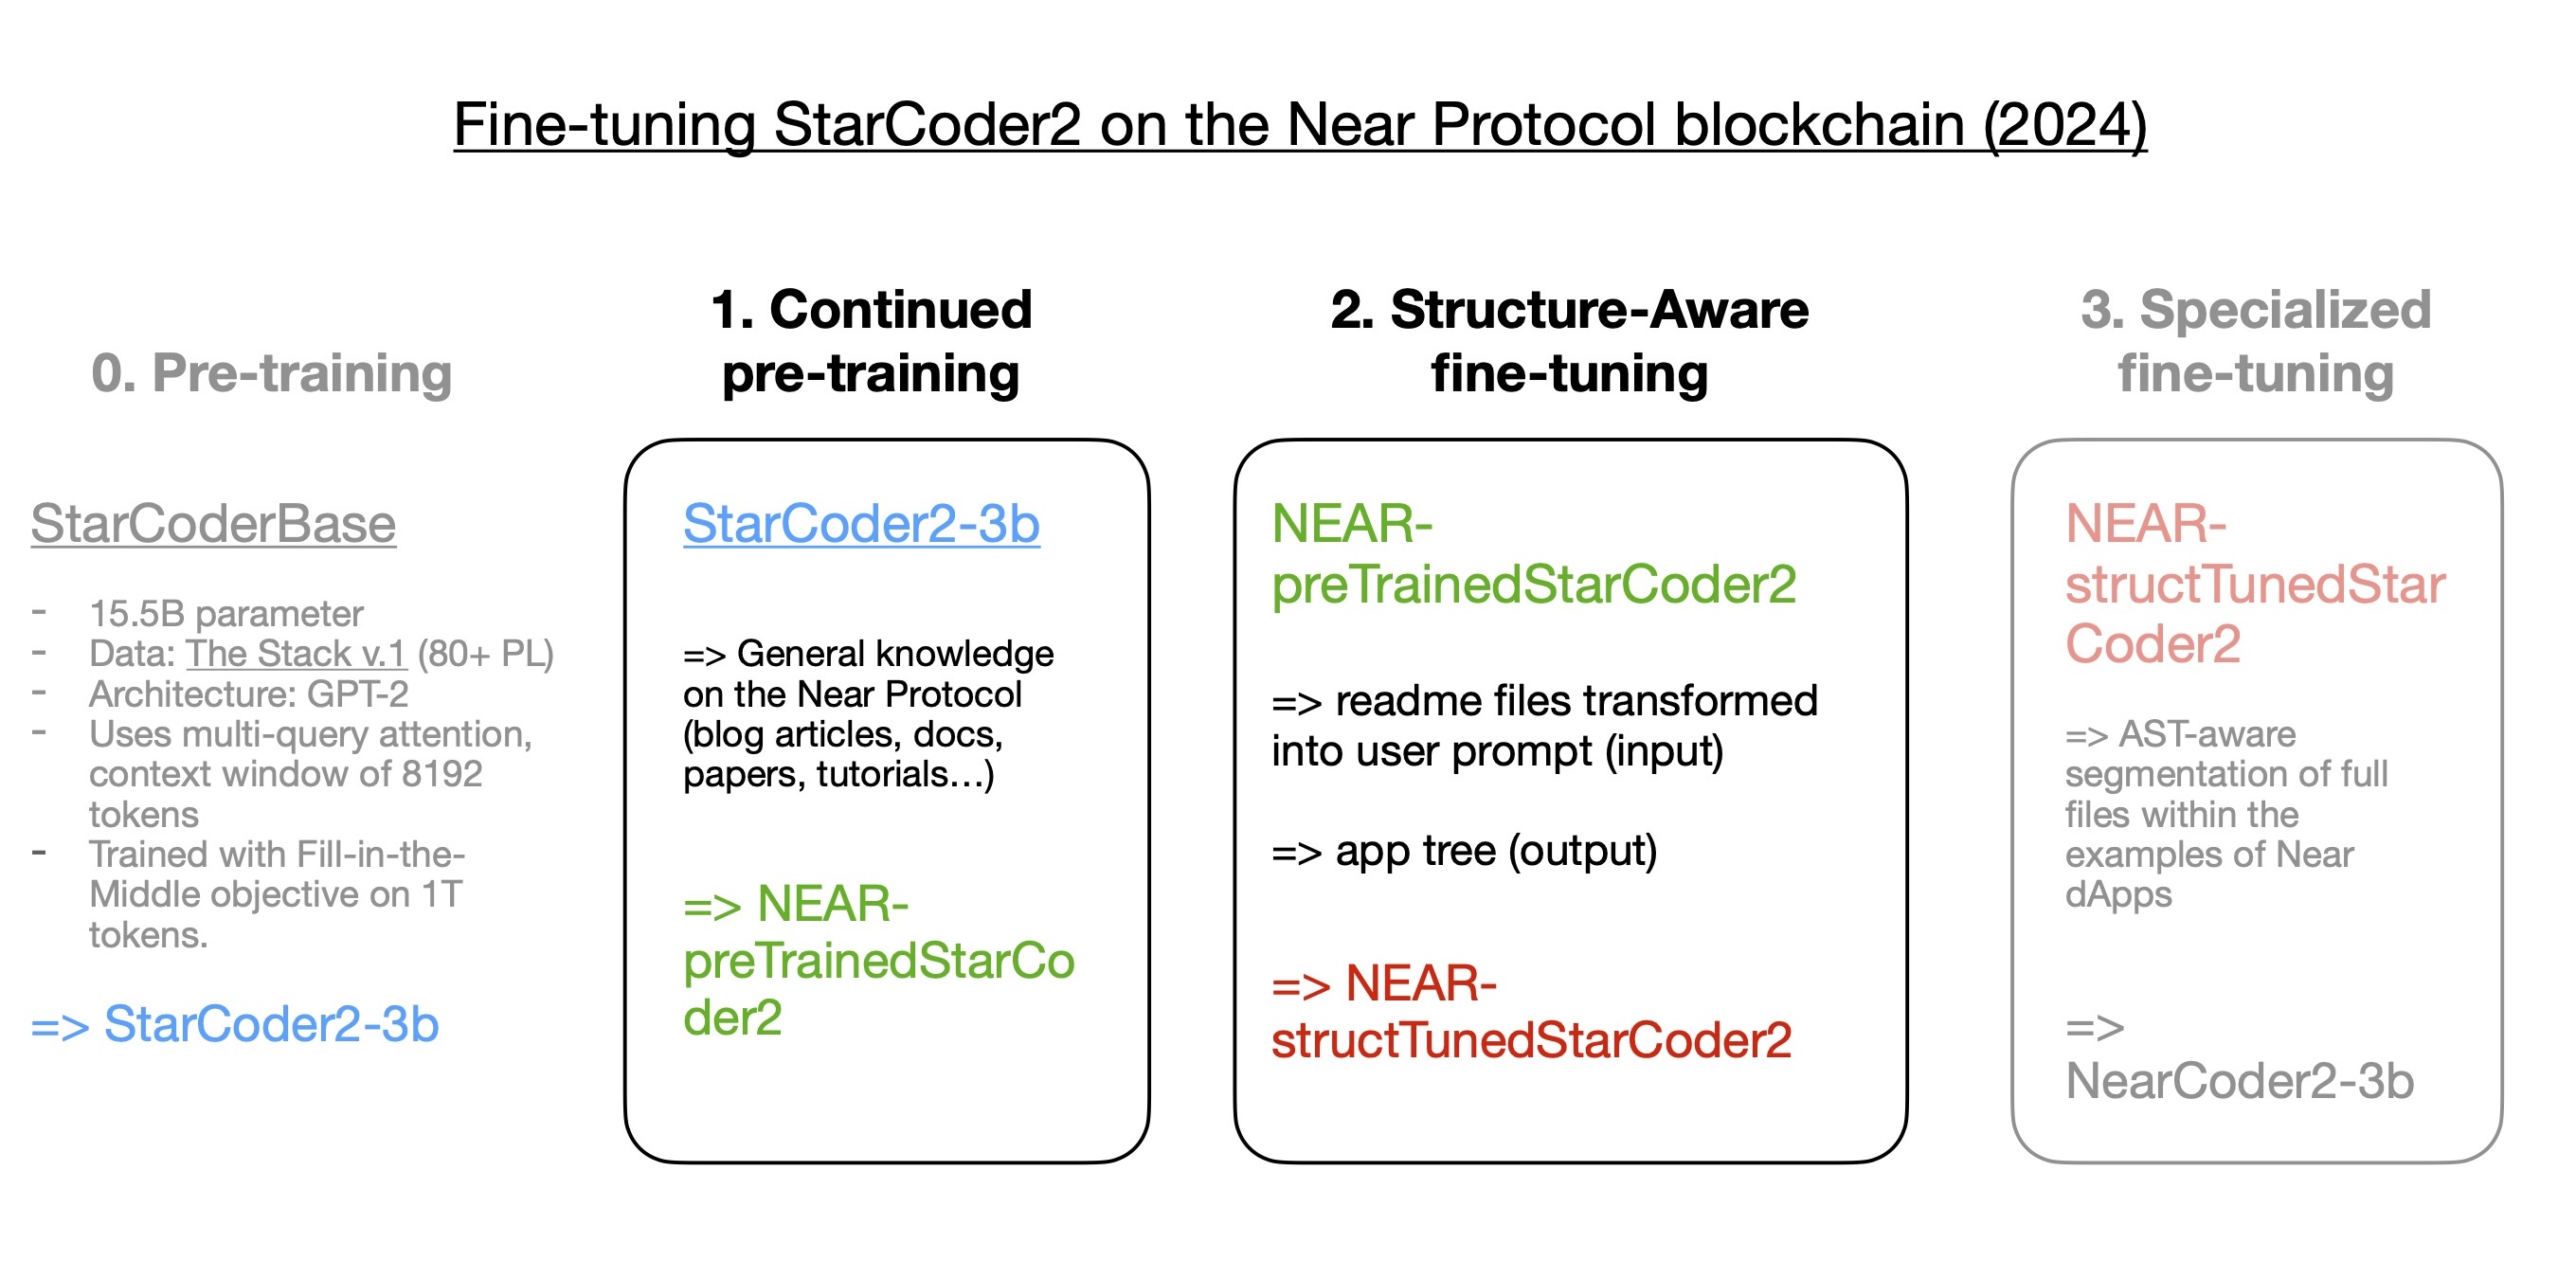 Fine-tuning StarCoder2 on the Near Protocol blockchain (2024)
0. Pre-training
StarCoderBase
- 15.5B parameter
- Data: The Stack v.1 (80+ PL)
- Architecture: GPT-2
- Uses multi-query attention,
context window of 8192
tokens
- Trained with Fill-in-the-
Middle objective on 1T
tokens.
=> StarCoder2-3b
1. Continued
pre-training
StarCoder2-3b
=> General knowledge
on the Near Protocol
(blog articles, docs,
papers, tutorials…)
=> NEAR-
preTrainedStarCo
der2
2. Structure-Aware
fine-tuning
NEAR-
preTrainedStarCoder2
=> readme files transformed
into user prompt (input)
=> app tree (output)
=> NEAR-
structTunedStarCoder2
3. Specialized
fine-tuning
NEAR-
structTunedStar
Coder2
=> AST-aware
segmentation of full
files within the
examples of Near
dApps
=>
NearCoder2-3b